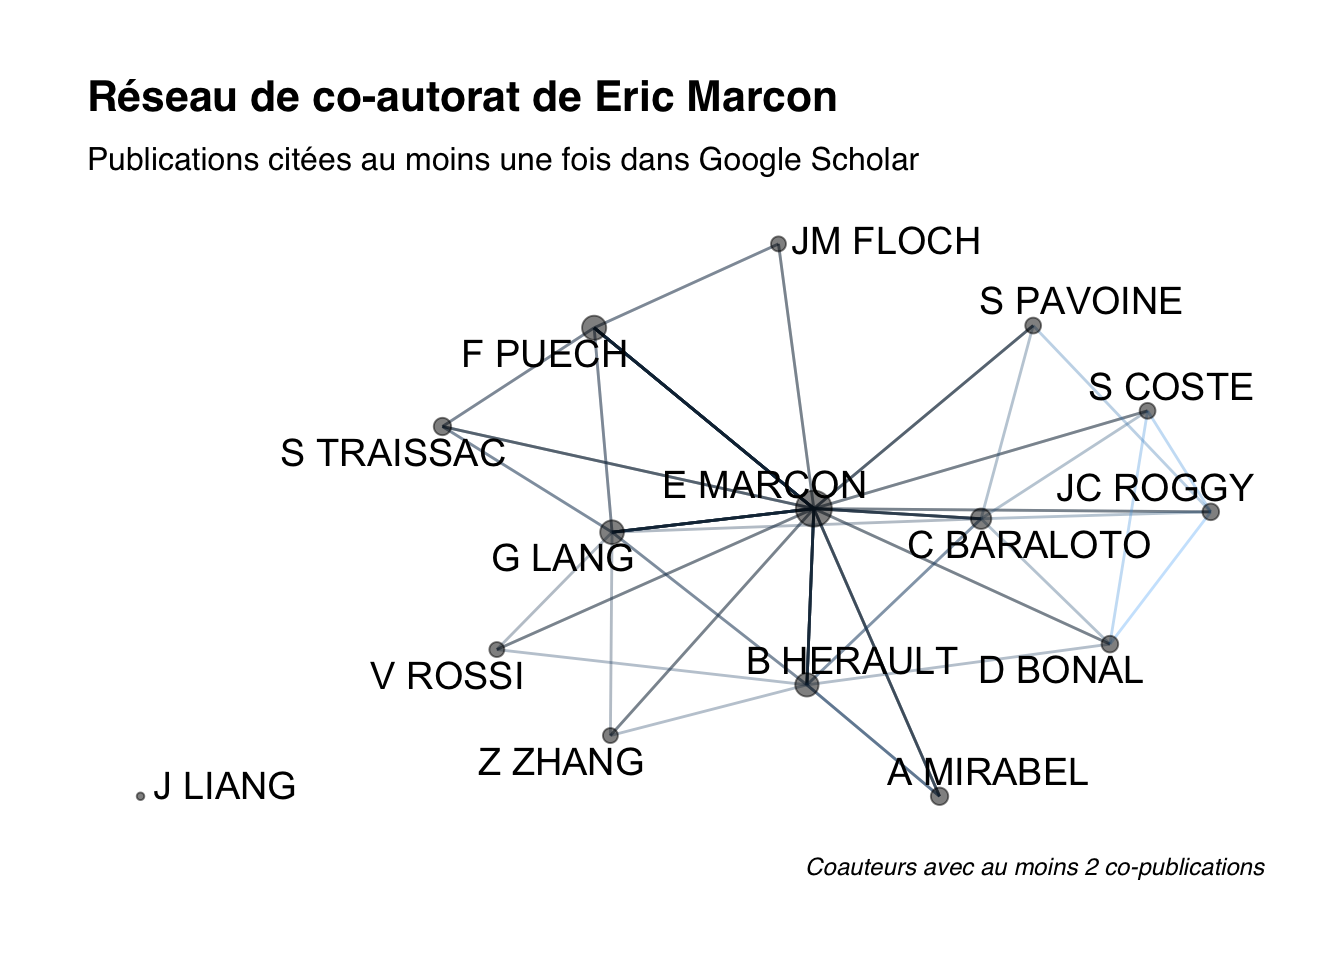 Réseau de co-autorat de Eric Marcon
Publications citées au moins une fois dans Google Scholar
JM FLOCH
S PAVOINE
F PUECH
S COSTE
S TRAISSAC
E MARCON
JC ROGGY
G LANG
C BARALOTO
V ROSSI
B HERAULT
D BONAL
Z ZHANG
A MIRABEL
J LIANG
Coauteurs avec au moins 2 co-publications